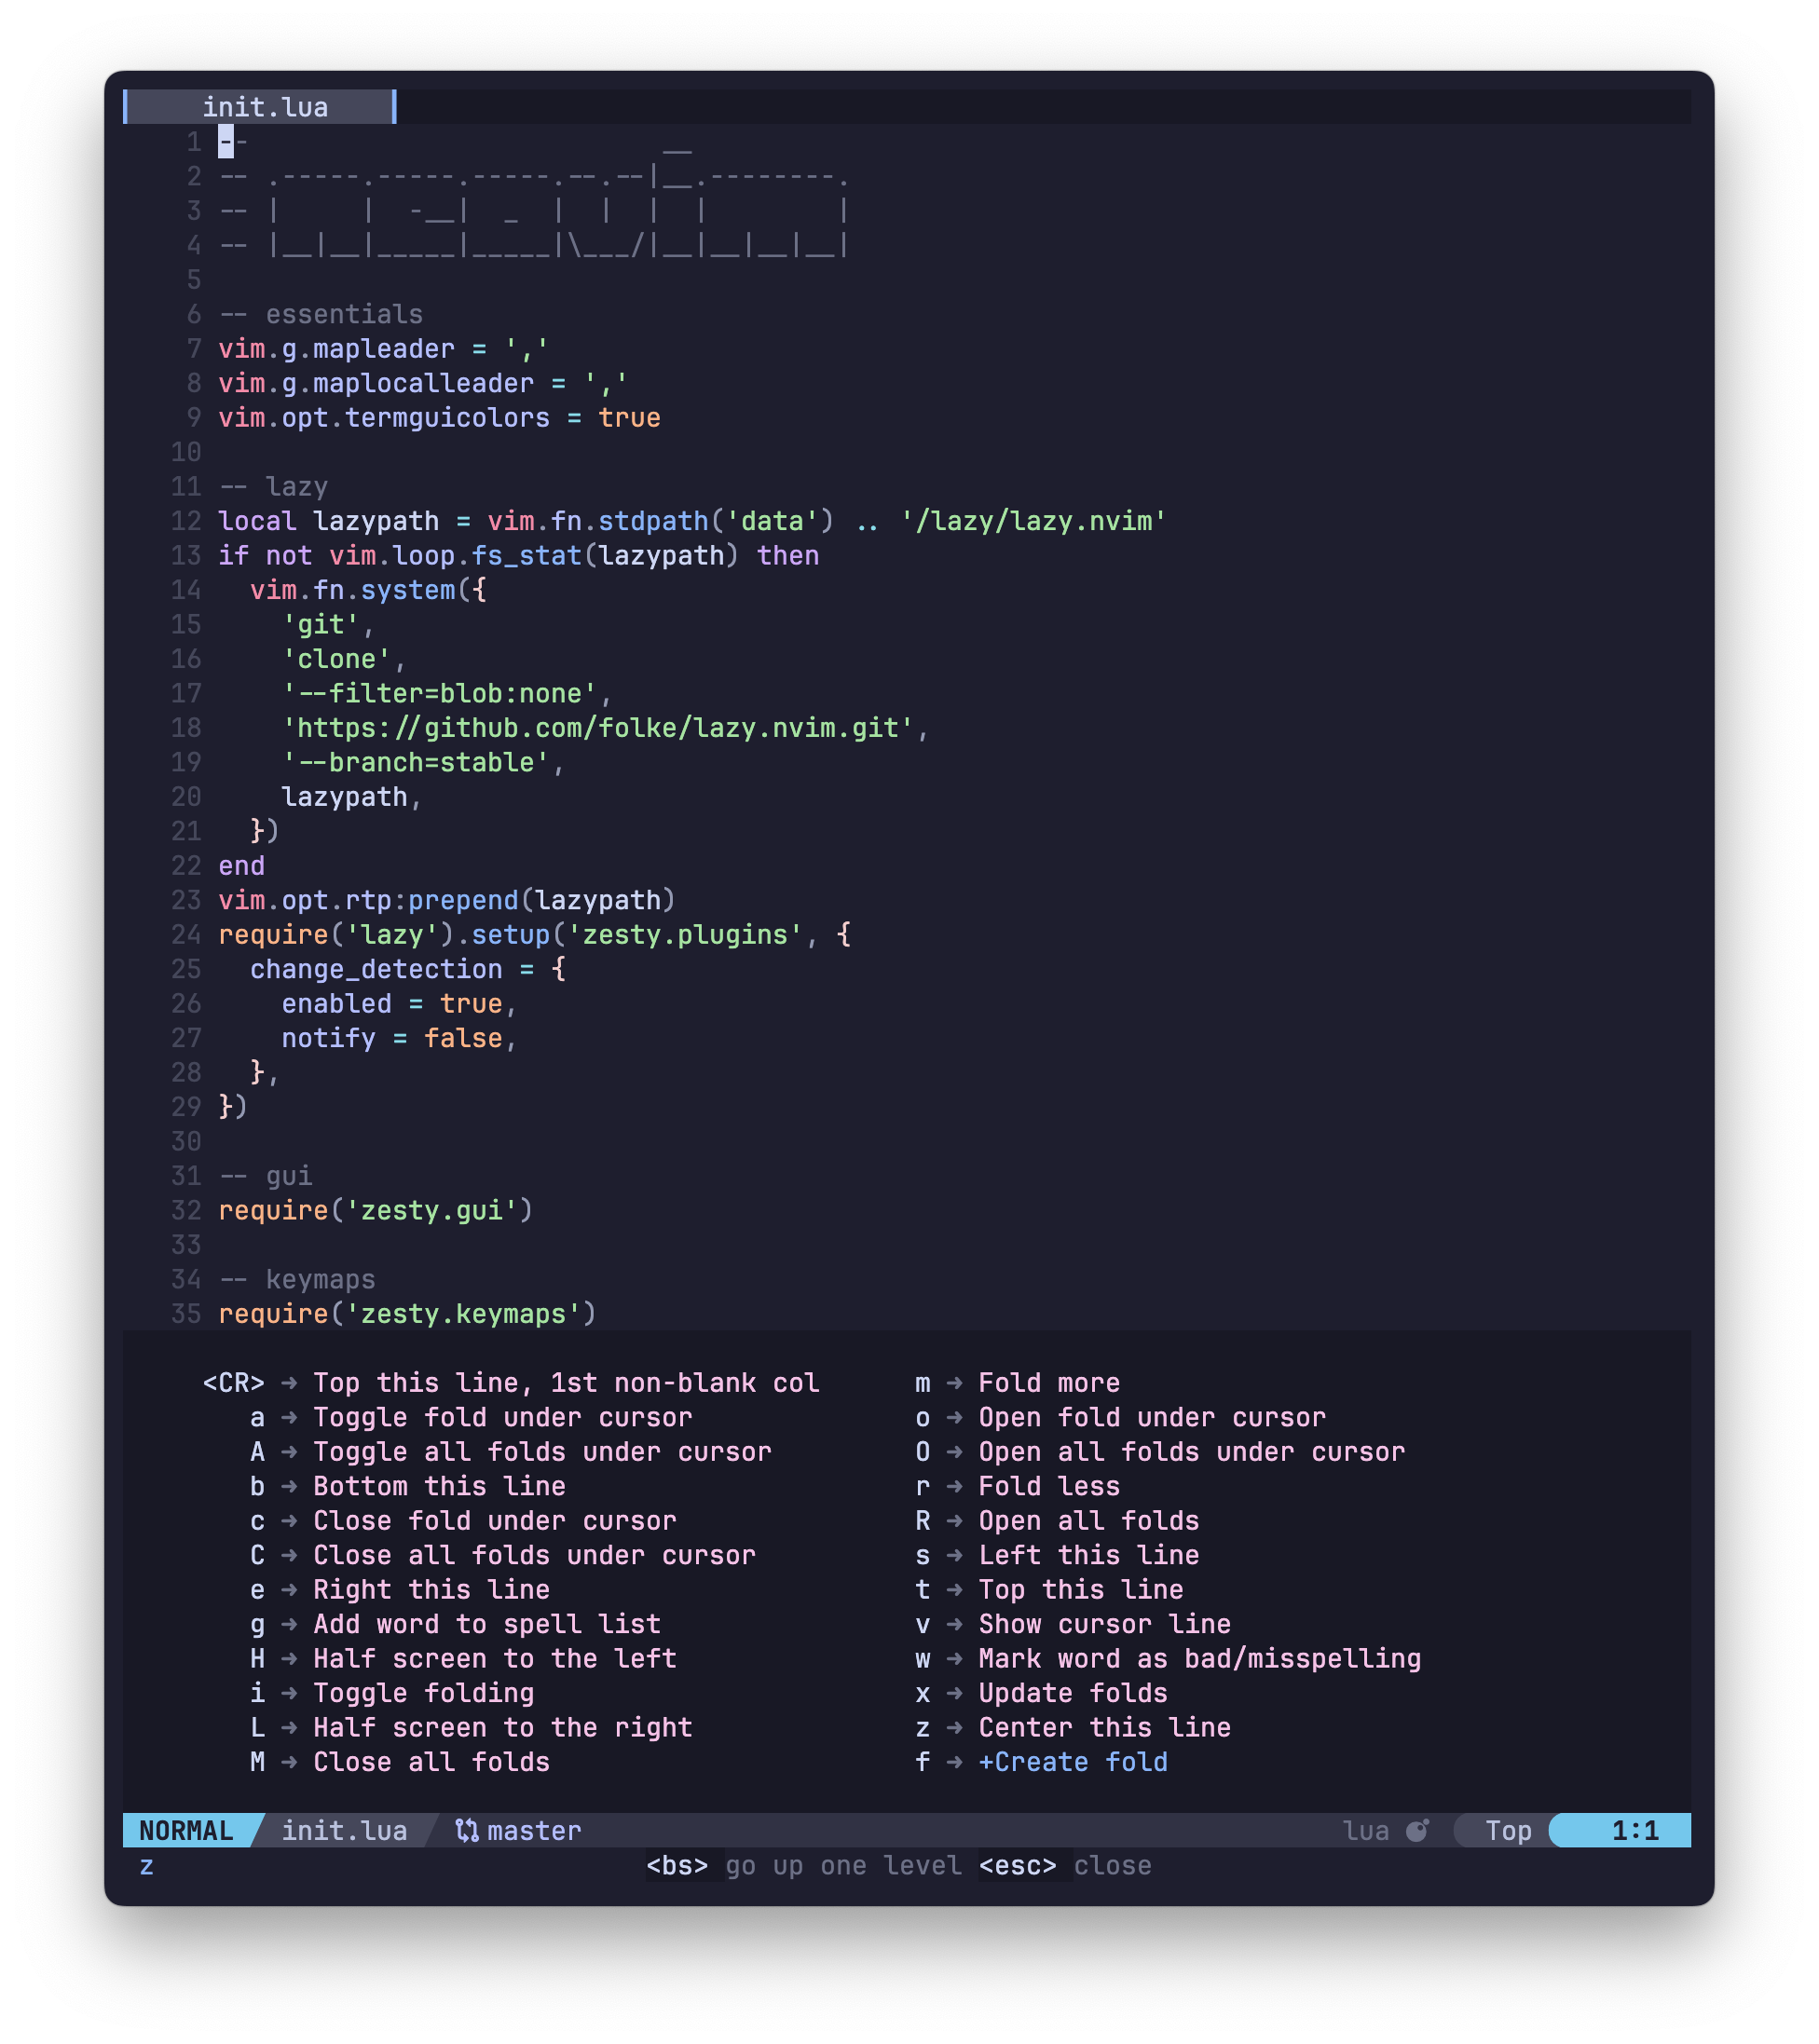 init.lua
1 --                          __
2 -- .-----.-----.-----.--.--|__.--------.
3 -- |     |  -__|  _  |  |  |  |        |
4 -- |__|__|_____|_____|\___/|__|__|__|__|
5
6 -- essentials
7 vim.g.mapleader = ','
8 vim.g.maplocalleader = ','
9 vim.opt.termguicolors = true
10
11 -- lazy
12 local lazypath = vim.fn.stdpath('data') .. '/lazy/lazy.nvim'
13 if not vim.loop.fs_stat(lazypath) then
14   vim.fn.system({
15     'git',
16     'clone',
17     '--filter=blob:none',
18     'https://github.com/folke/lazy.nvim.git',
19     '--branch=stable',
20     lazypath,
21   })
22 end
23 vim.opt.rtp:prepend(lazypath)
24 require('lazy').setup('zesty.plugins', {
25   change_detection = {
26     enabled = true,
27     notify = false,
28   },
29 })
30
31 -- gui
32 require('zesty.gui')
33
34 -- keymaps
35 require('zesty.keymaps')
<CR> ➜ Top this line, 1st non-blank col
a ➜ Toggle fold under cursor
A ➜ Toggle all folds under cursor
b ➜ Bottom this line
c ➜ Close fold under cursor
C ➜ Close all folds under cursor
e ➜ Right this line
g ➜ Add word to spell list
H ➜ Half screen to the left
i ➜ Toggle folding
L ➜ Half screen to the right
M ➜ Close all folds
m ➜ Fold more
o ➜ Open fold under cursor
O ➜ Open all folds under cursor
r ➜ Fold less
R ➜ Open all folds
s ➜ Left this line
t ➜ Top this line
v ➜ Show cursor line
w ➜ Mark word as bad/misspelling
x ➜ Update folds
z ➜ Center this line
f ➜ +Create fold
NORMAL init.lua master lua Top 1:1
z <bs> go up one level <esc> close